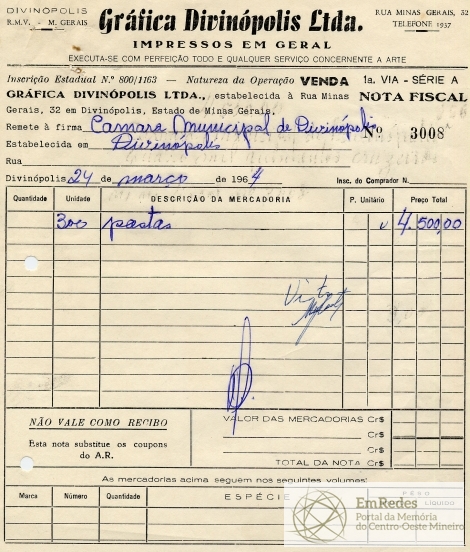 DIVINÓPOLIS
R.M.V. - M. GERAIS
Gráfica Divinópolis Ltda.
RUA MINAS GERAIS, 32
TELEFONE 1937
IMPRESSOS EM GERAL
EXECUTA-SE COM PERFEIÇÃO TODO E QUALQUER SERVIÇO CONCERNENTE A ARTE
Inscrição Estadual N.º 800/1163 — Natureza da Operação VENDA 1a. VIA - SÉRIE A
GRÁFICA DIVINÓPOLIS LTDA., estabelecida à Rua Minas
Gerais, 32 em Divinópolis, Estado de Minas Gerais,
NOTA FISCAL
Remete à firma Camara Municipal de Divinópolis
Nº 3008
Estabelecida em Divinópolis
Rua
Divinópolis, 24 de março de 1964 Insc. do Comprador N.
Quantidade Unidade DESCRIÇÃO DA MERCADORIA P. Unitário Preço Total
300 pastas 4.500,00
Visto
NÃO VALE COMO RECIBO
Esta nota substitue os coupons
do A.R.
VALOR DAS MERCADORIAS Cr$
Cr$
Cr$
TOTAL DA NOTA Cr$
As mercadorias acima seguem nos seguintes volumes:
Marca Número Quantidade ESPÉCIE PÊSO
LÍQUIDO
EmRedes
Portal da Memória
do Centro-Oeste Mineiro